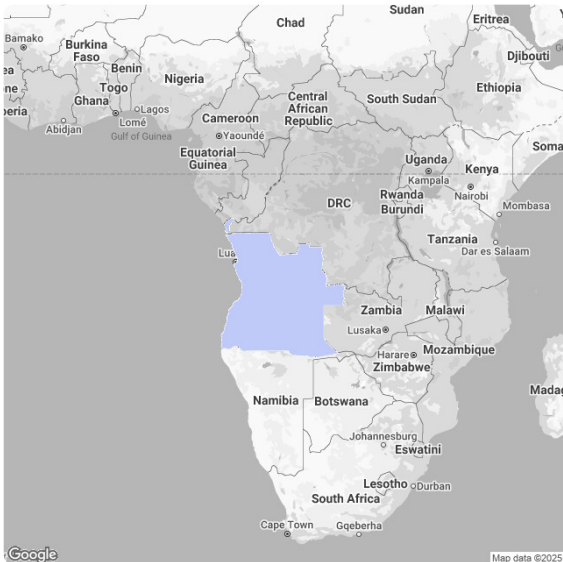 Sudan
Chad
Eritrea
Bamako
Burkina
Faso
Djibouti
Benin
Nigeria
Togo
Ghana
Lagos
Lomé
Abidjan
Gulf of Guinea
Ethiopia
Central
African
Republic
South Sudan
Cameroon
Yaoundé
Equatorial
Guinea
Uganda
Kampala
Kenya
Nairobi
Soma
DRC
Rwanda
Burundi
Mombasa
Tanzania
Dar es Salaam
Lua
Zambia
Malawi
Lusaka
Harare
Mozambique
Zimbabwe
Namibia
Botswana
Madag
Johannesburg
Eswatini
Lesotho
Durban
South Africa
Cape Town
Gqeberha
Google
Map data ©2025